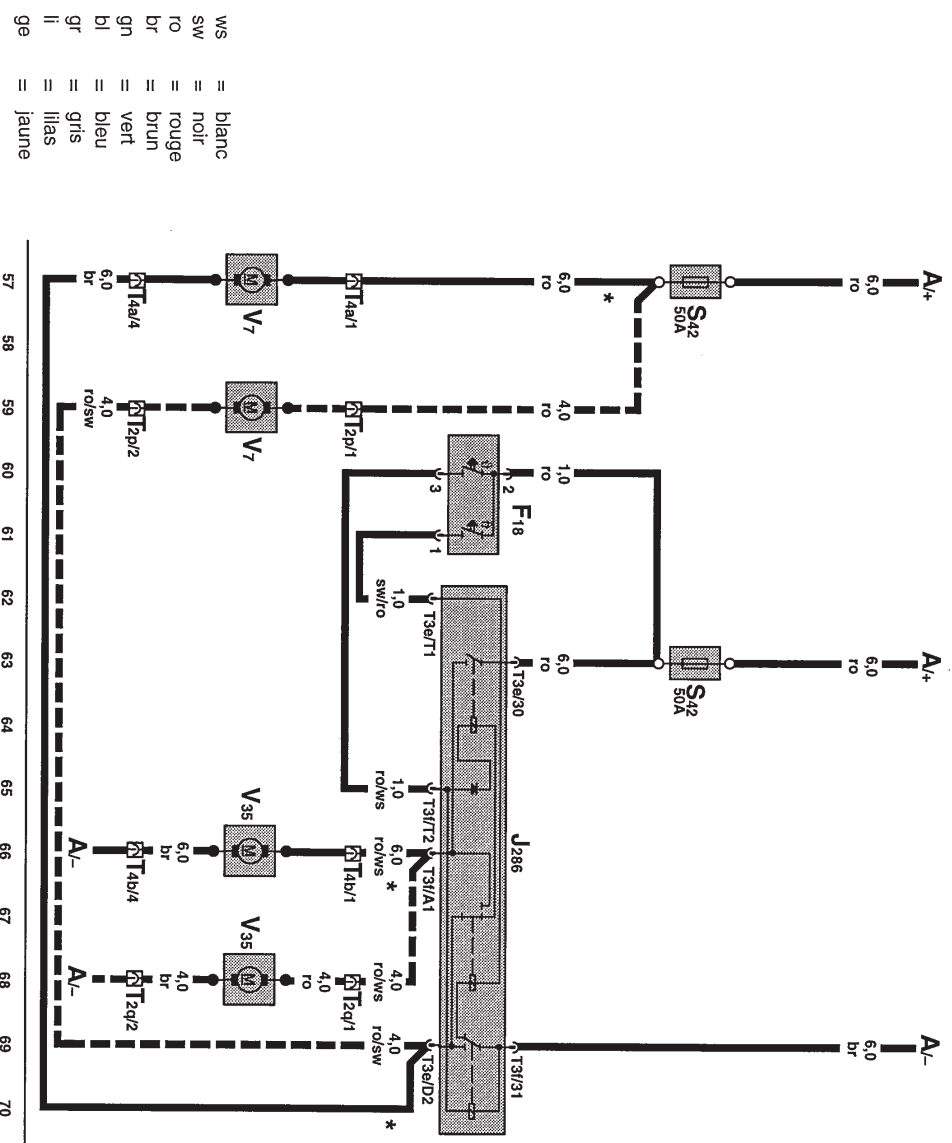 ws = blanc
sw = noir
ro = rouge
br = brun
gn = vert
bl = bleu
gr = gris
li = lilas
ge = jaune
A/+
6,0
ro
S42
50A
6,0
ro
*
T4a/1
V7
T4a/4
6,0
br
4,0
ro
T2p/1
V7
T2p/2
4,0
ro/sw
A/+
6,0
ro
S42
50A
6,0
ro
T3e/30
1,0
ro
2
F18
3
1
1,0
sw/ro
T3e/T1
1,0
ro/ws
T3f/T2
J286
T3f/A1
6,0
ro/ws
*
T4b/1
V35
T4b/4
6,0
br
A/–
4,0
ro/ws
T2q/1
4,0
ro
V35
4,0
br
T2q/2
A/–
A/–
6,0
br
T3f/31
T3e/D2
4,0
ro/sw
*
M
M
M
M
57 58 59 60 61 62 63 64 65 66 67 68 69 70